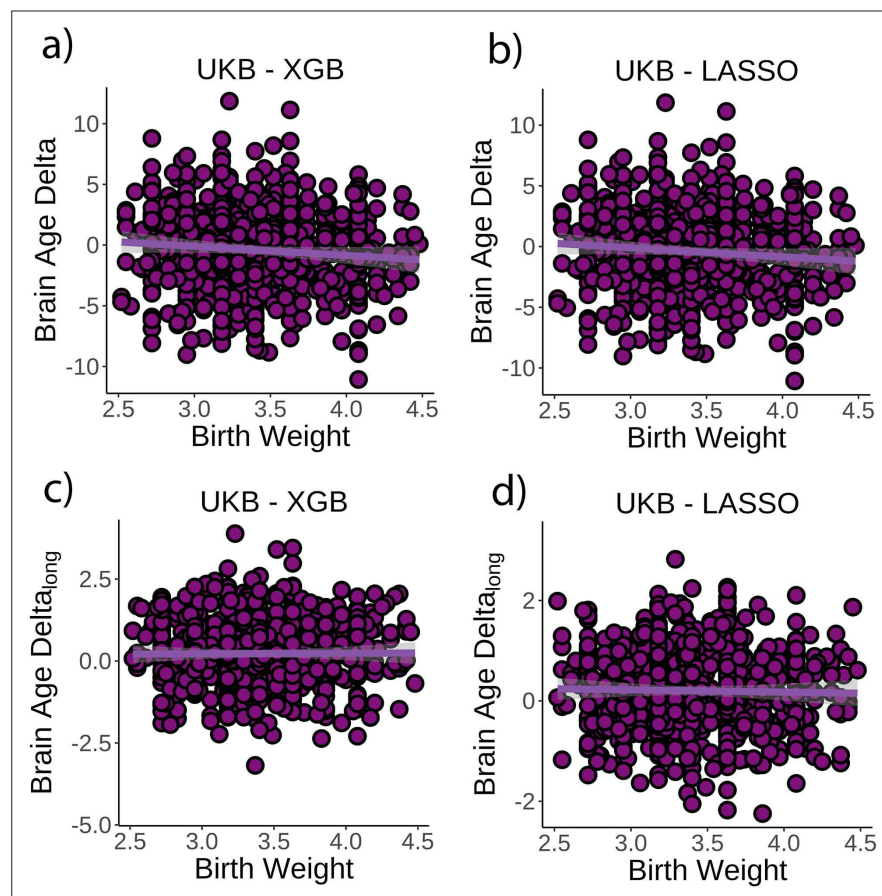 a)
UKB - XGB
Brain Age Delta
10
5
0
-5
-10
2.5 3.0 3.5 4.0 4.5
Birth Weight
b)
UKB - LASSO
Brain Age Delta
10
5
0
-5
-10
2.5 3.0 3.5 4.0 4.5
Birth Weight
c)
UKB - XGB
Brain Age Delta long
2.5
0.0
-2.5
-5.0
2.5 3.0 3.5 4.0 4.5
Birth Weight
d)
UKB - LASSO
Brain Age Delta long
2
0
-2
2.5 3.0 3.5 4.0 4.5
Birth Weight